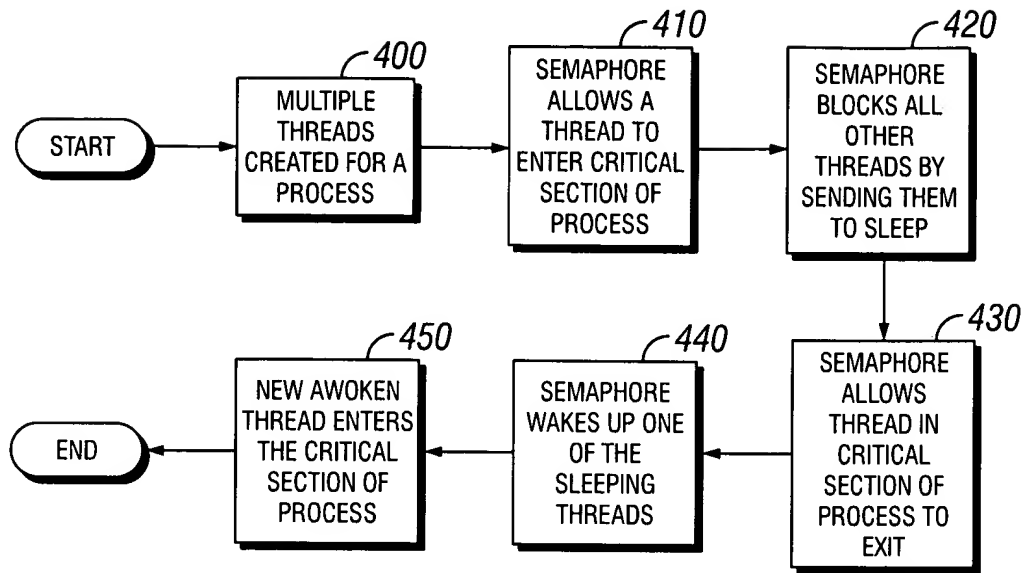 START
400
MULTIPLE
THREADS
CREATED FOR A
PROCESS
410
SEMAPHORE
ALLOWS A
THREAD TO
ENTER CRITICAL
SECTION OF
PROCESS
420
SEMAPHORE
BLOCKS ALL
OTHER
THREADS BY
SENDING THEM
TO SLEEP
430
SEMAPHORE
ALLOWS
THREAD IN
CRITICAL
SECTION OF
PROCESS TO
EXIT
440
SEMAPHORE
WAKES UP ONE
OF THE
SLEEPING
THREADS
450
NEW AWOKEN
THREAD ENTERS
THE CRITICAL
SECTION OF
PROCESS
END